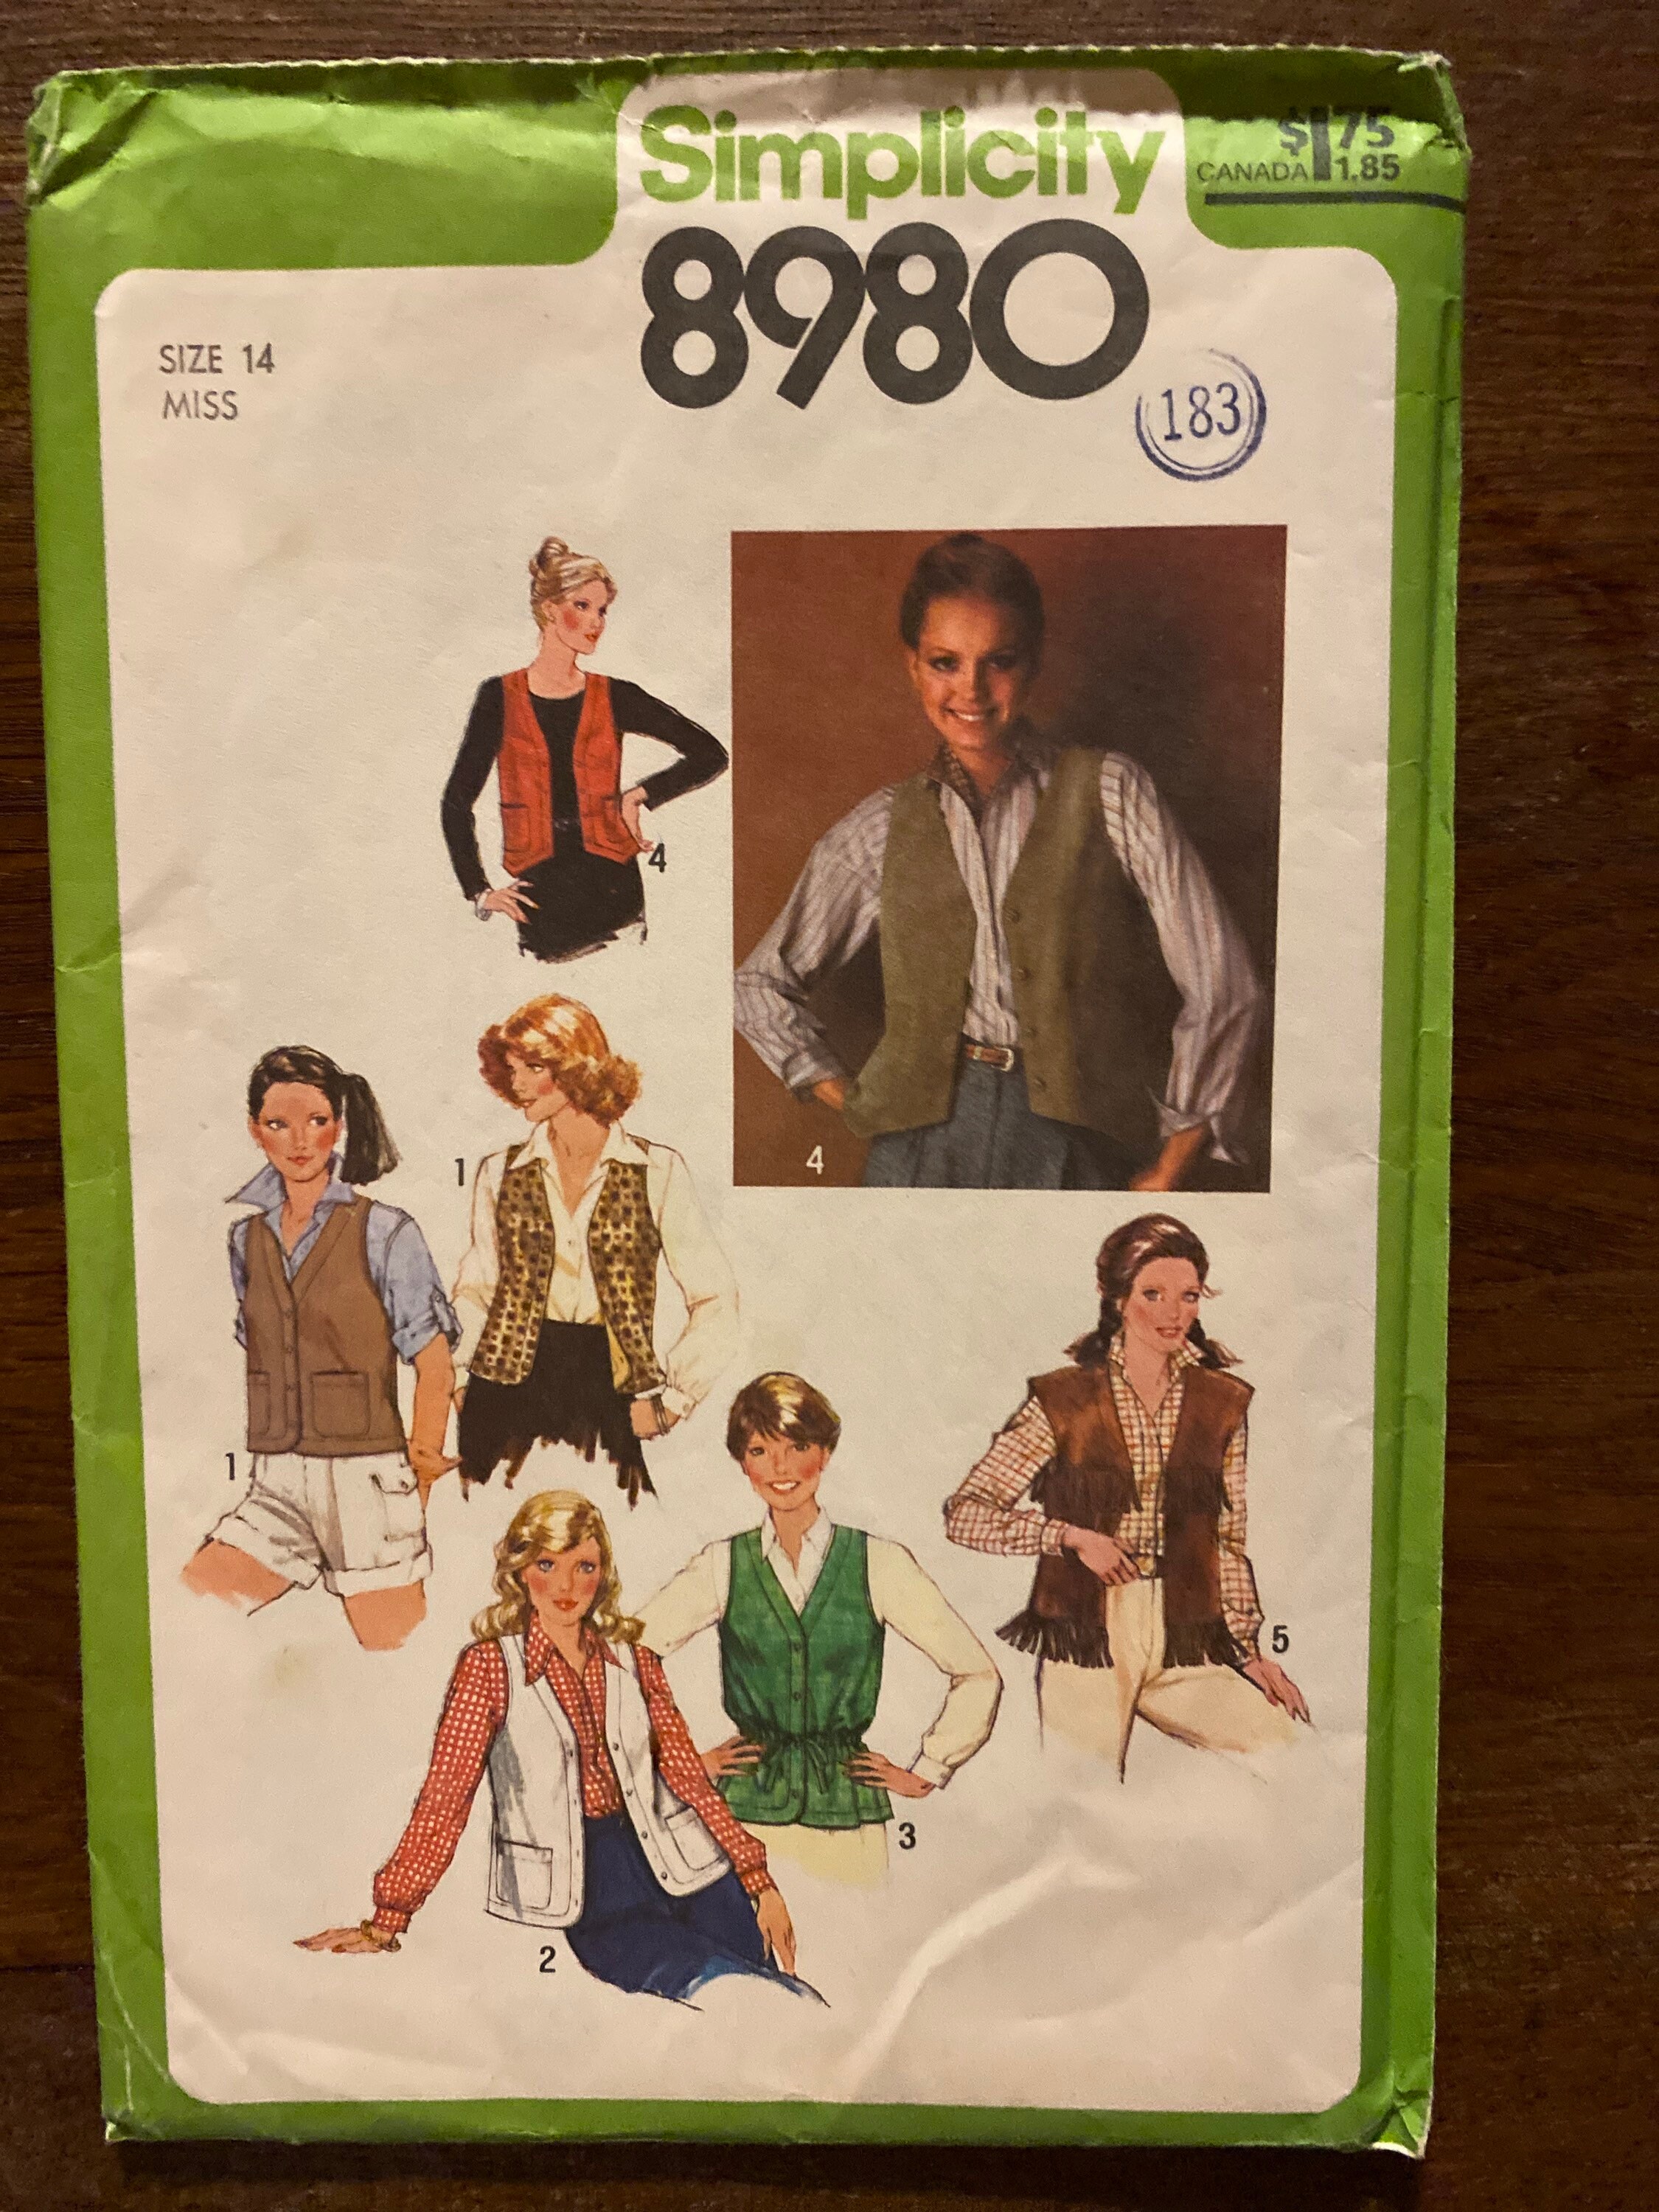 Simplicity
$1.75
CANADA 1.85
8980
SIZE 14
MISS
183
4
4
1
1
5
3
2